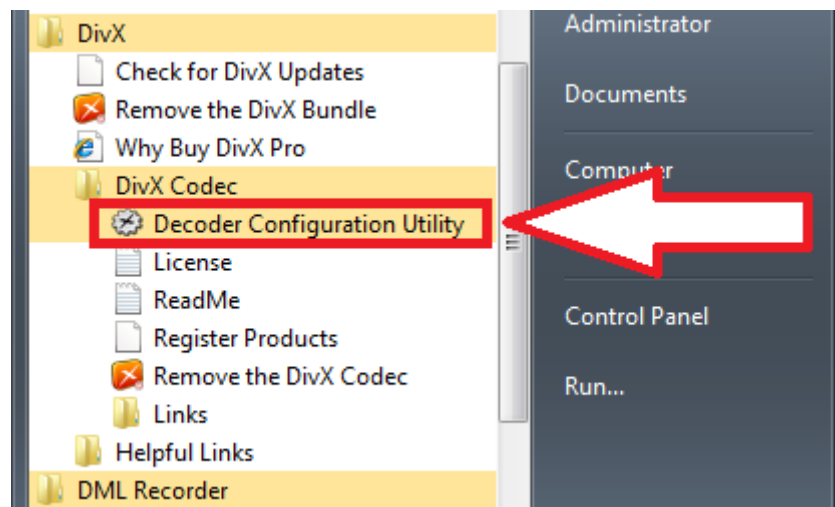 DivX
Check for DivX Updates
Remove the DivX Bundle
Why Buy DivX Pro
DivX Codec
Decoder Configuration Utility
License
ReadMe
Register Products
Remove the DivX Codec
Links
Helpful Links
DML Recorder
Administrator
Documents
Computer
Control Panel
Run...